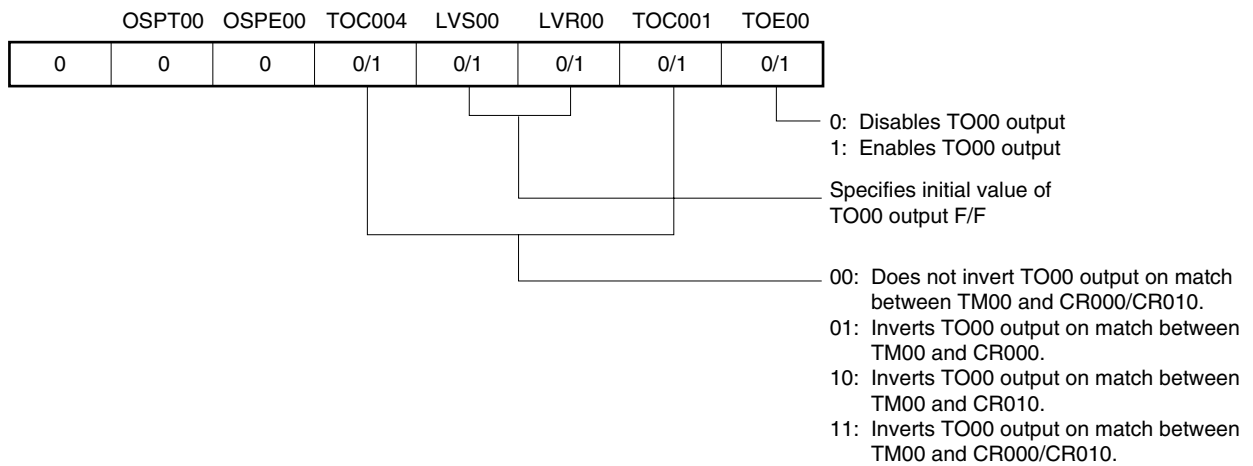 OSPT00 OSPE00 TOC004 LVS00 LVR00 TOC001 TOE00
0 0 0 0/1 0/1 0/1 0/1 0/1
0: Disables TO00 output
1: Enables TO00 output
Specifies initial value of
TO00 output F/F
00: Does not invert TO00 output on match
between TM00 and CR000/CR010.
01: Inverts TO00 output on match between
TM00 and CR000.
10: Inverts TO00 output on match between
TM00 and CR010.
11: Inverts TO00 output on match between
TM00 and CR000/CR010.